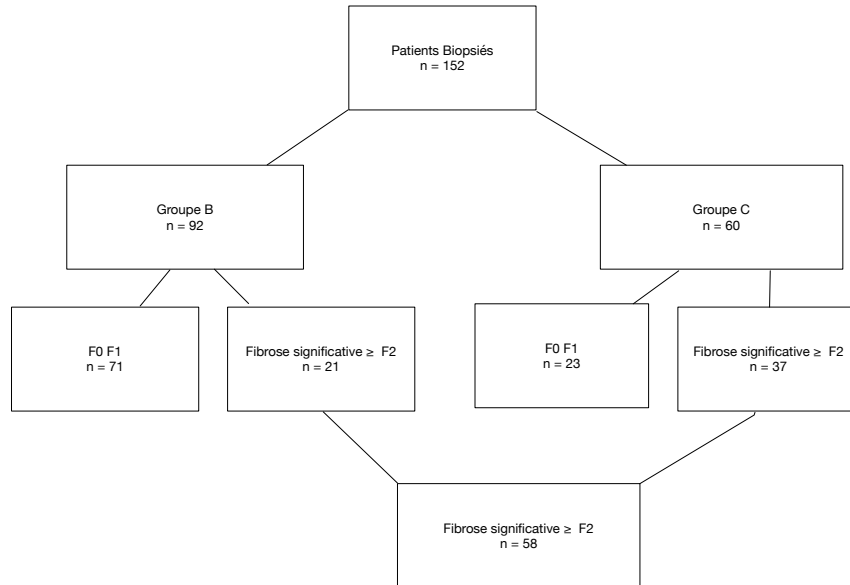 Patients Biopsiés
n = 152
Groupe B
n = 92
Groupe C
n = 60
F0 F1
n = 71
Fibrose significative ≥ F2
n = 21
F0 F1
n = 23
Fibrose significative ≥ F2
n = 37
Fibrose significative ≥ F2
n = 58